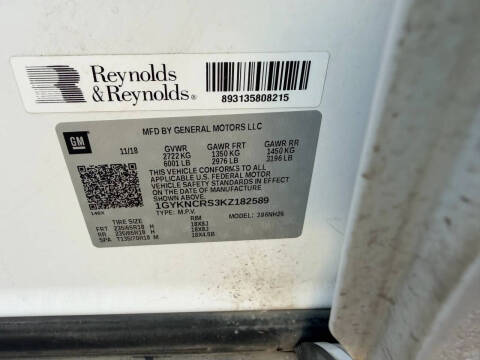 Reynolds
& Reynolds®
893135808215
GM
MFD BY GENERAL MOTORS LLC
11/18 GVWR GAWR FRT GAWR RR
2722 KG 1350 KG 1450 KG
6001 LB 2976 LB 3196 LB
THIS VEHICLE CONFORMS TO ALL
APPLICABLE U.S. FEDERAL MOTOR
VEHICLE SAFETY STANDARDS IN EFFECT
ON THE DATE OF MANUFACTURE
SHOWN ABOVE.
1GYKNCRS3KZ182589
TYPE: M.P.V. MODEL:
TIRE SIZE RIM
FRT 235/65R18 H 18X8J
RR 235/65R18 H 18X8J
SPA T135/70R18 M 18X4.5B